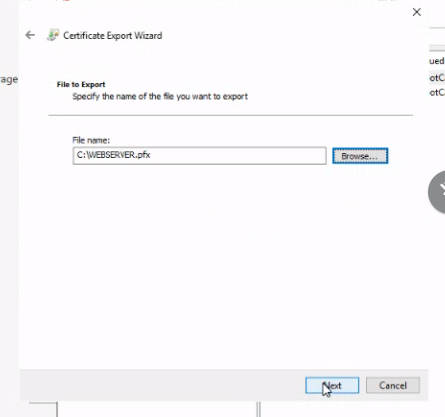 Certificate Export Wizard
ued
age
otC
otC
File to Export
Specify the name of the file you want to export
File name:
C:\WEBSERVER.pfx
Browse...
Next
Cancel